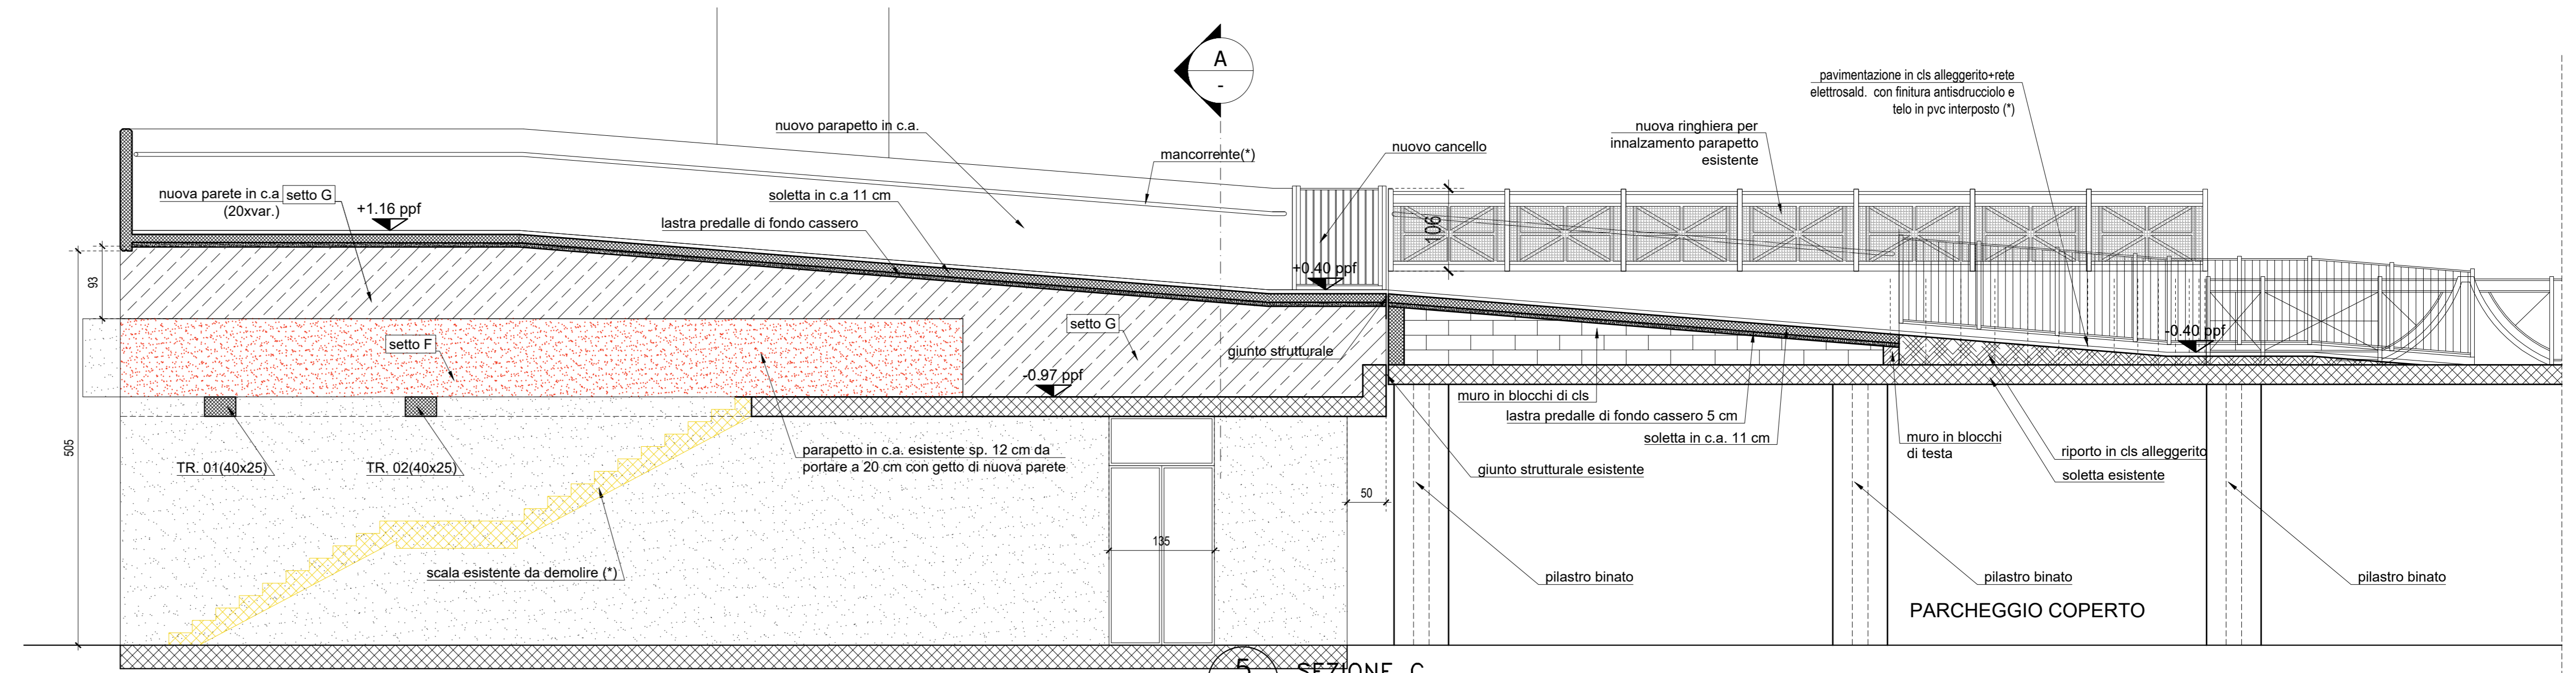 A
-
pavimentazione in cls alleggerito+rete
elettrosald. con finitura antisdrucciolo e
telo in pvc interposto (*)
nuovo parapetto in c.a.
nuova ringhiera per
innalzamento parapetto
esistente
mancorrente(*)
nuovo cancello
nuova parete in c.a setto G
(20xvar.)
soletta in c.a 11 cm
+1.16 ppf
lastra predalle di fondo cassero
106
+0.40 ppf
93
setto G
-0.40 ppf
setto F
giunto strutturale
-0.97 ppf
muro in blocchi di cls
lastra predalle di fondo cassero 5 cm
soletta in c.a. 11 cm
muro in blocchi
di testa
riporto in cls alleggerito
soletta esistente
505
TR. 01(40x25)
TR. 02(40x25)
parapetto in c.a. esistente sp. 12 cm da
portare a 20 cm con getto di nuova parete
giunto strutturale esistente
50
135
scala esistente da demolire (*)
pilastro binato
pilastro binato
pilastro binato
PARCHEGGIO COPERTO
5
SEZIONE C